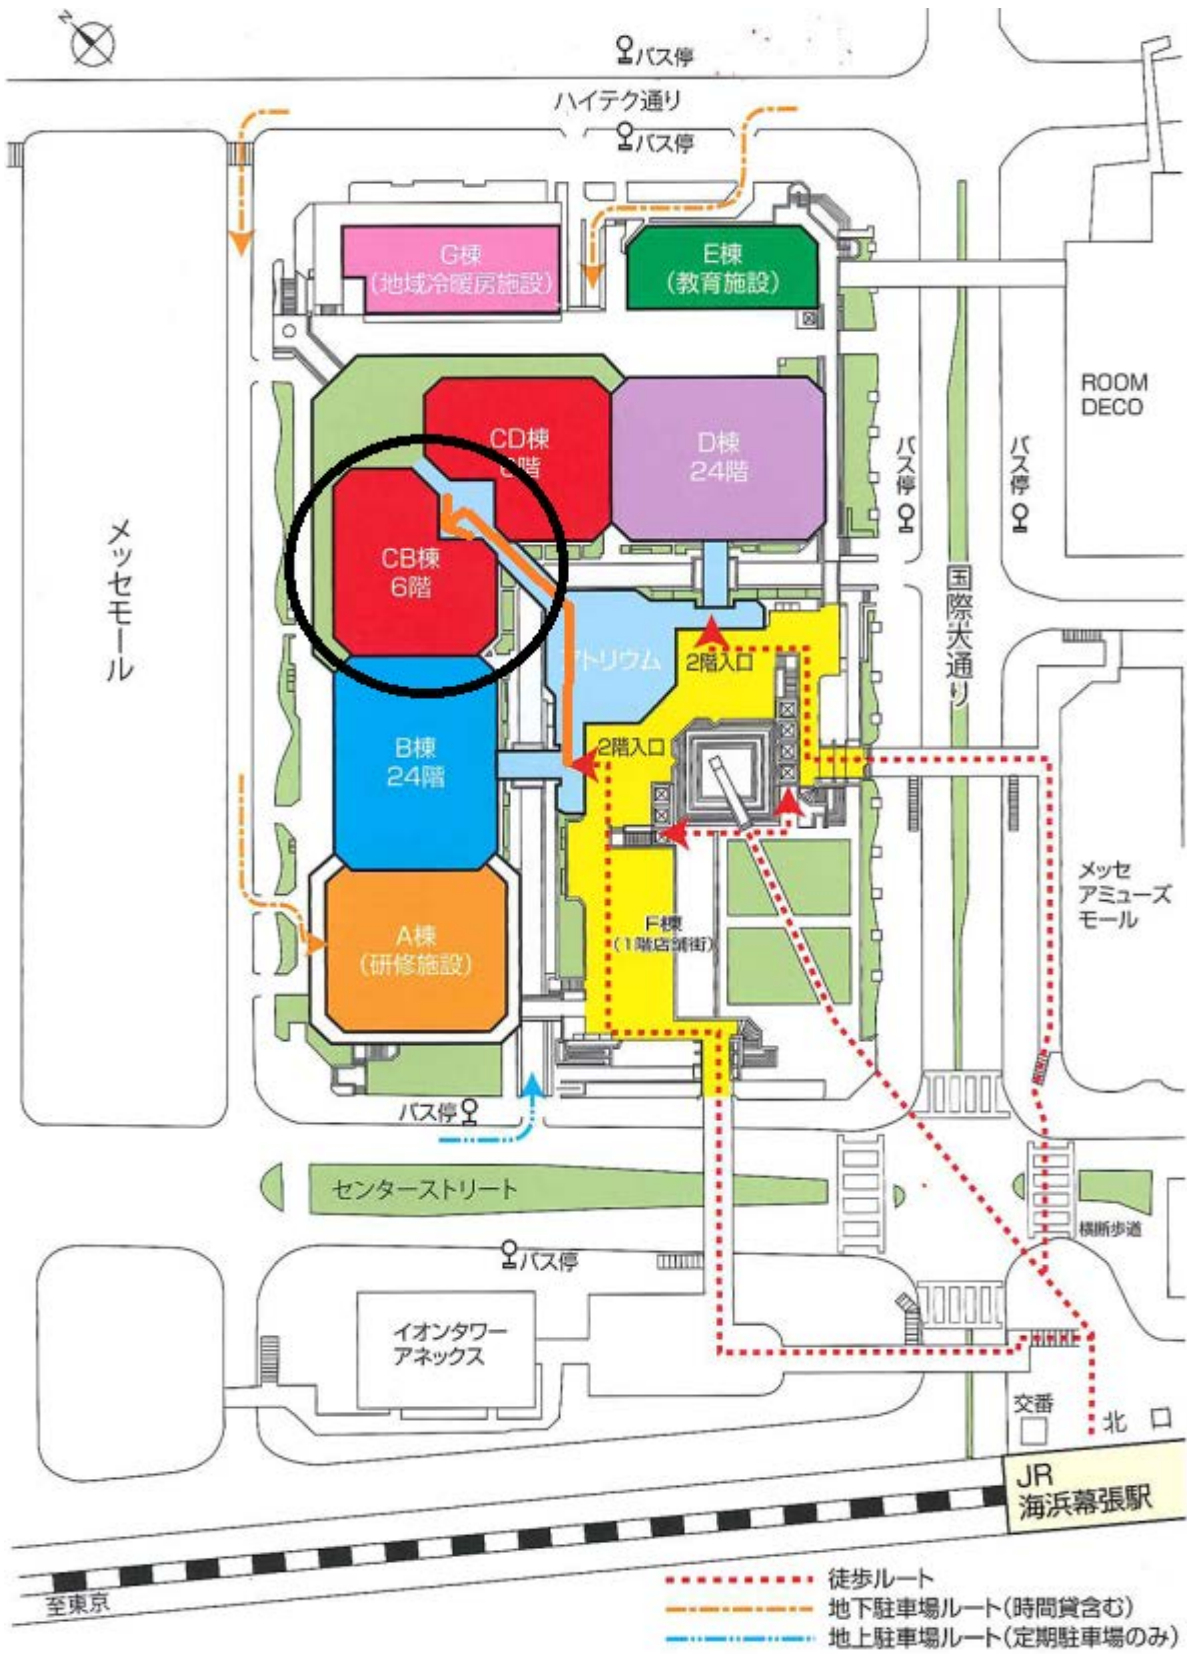 N
バス停
ハイテク通り
バス停
G棟
(地域冷暖房施設)
E棟
(教育施設)
ROOM
DECO
CD棟
6階
D棟
24階
バス停
バス停
メッセモール
CB棟
6階
国際大通り
アトリウム
2階入口
B棟
24階
2階入口
メッセ
アミューズ
モール
A棟
(研修施設)
F棟
(1階店舗街)
バス停
センターストリート
横断歩道
バス停
イオンタワー
アネックス
交番
北口
JR
海浜幕張駅
至東京
徒歩ルート
地下駐車場ルート(時間貸含む)
地上駐車場ルート(定期駐車場のみ)